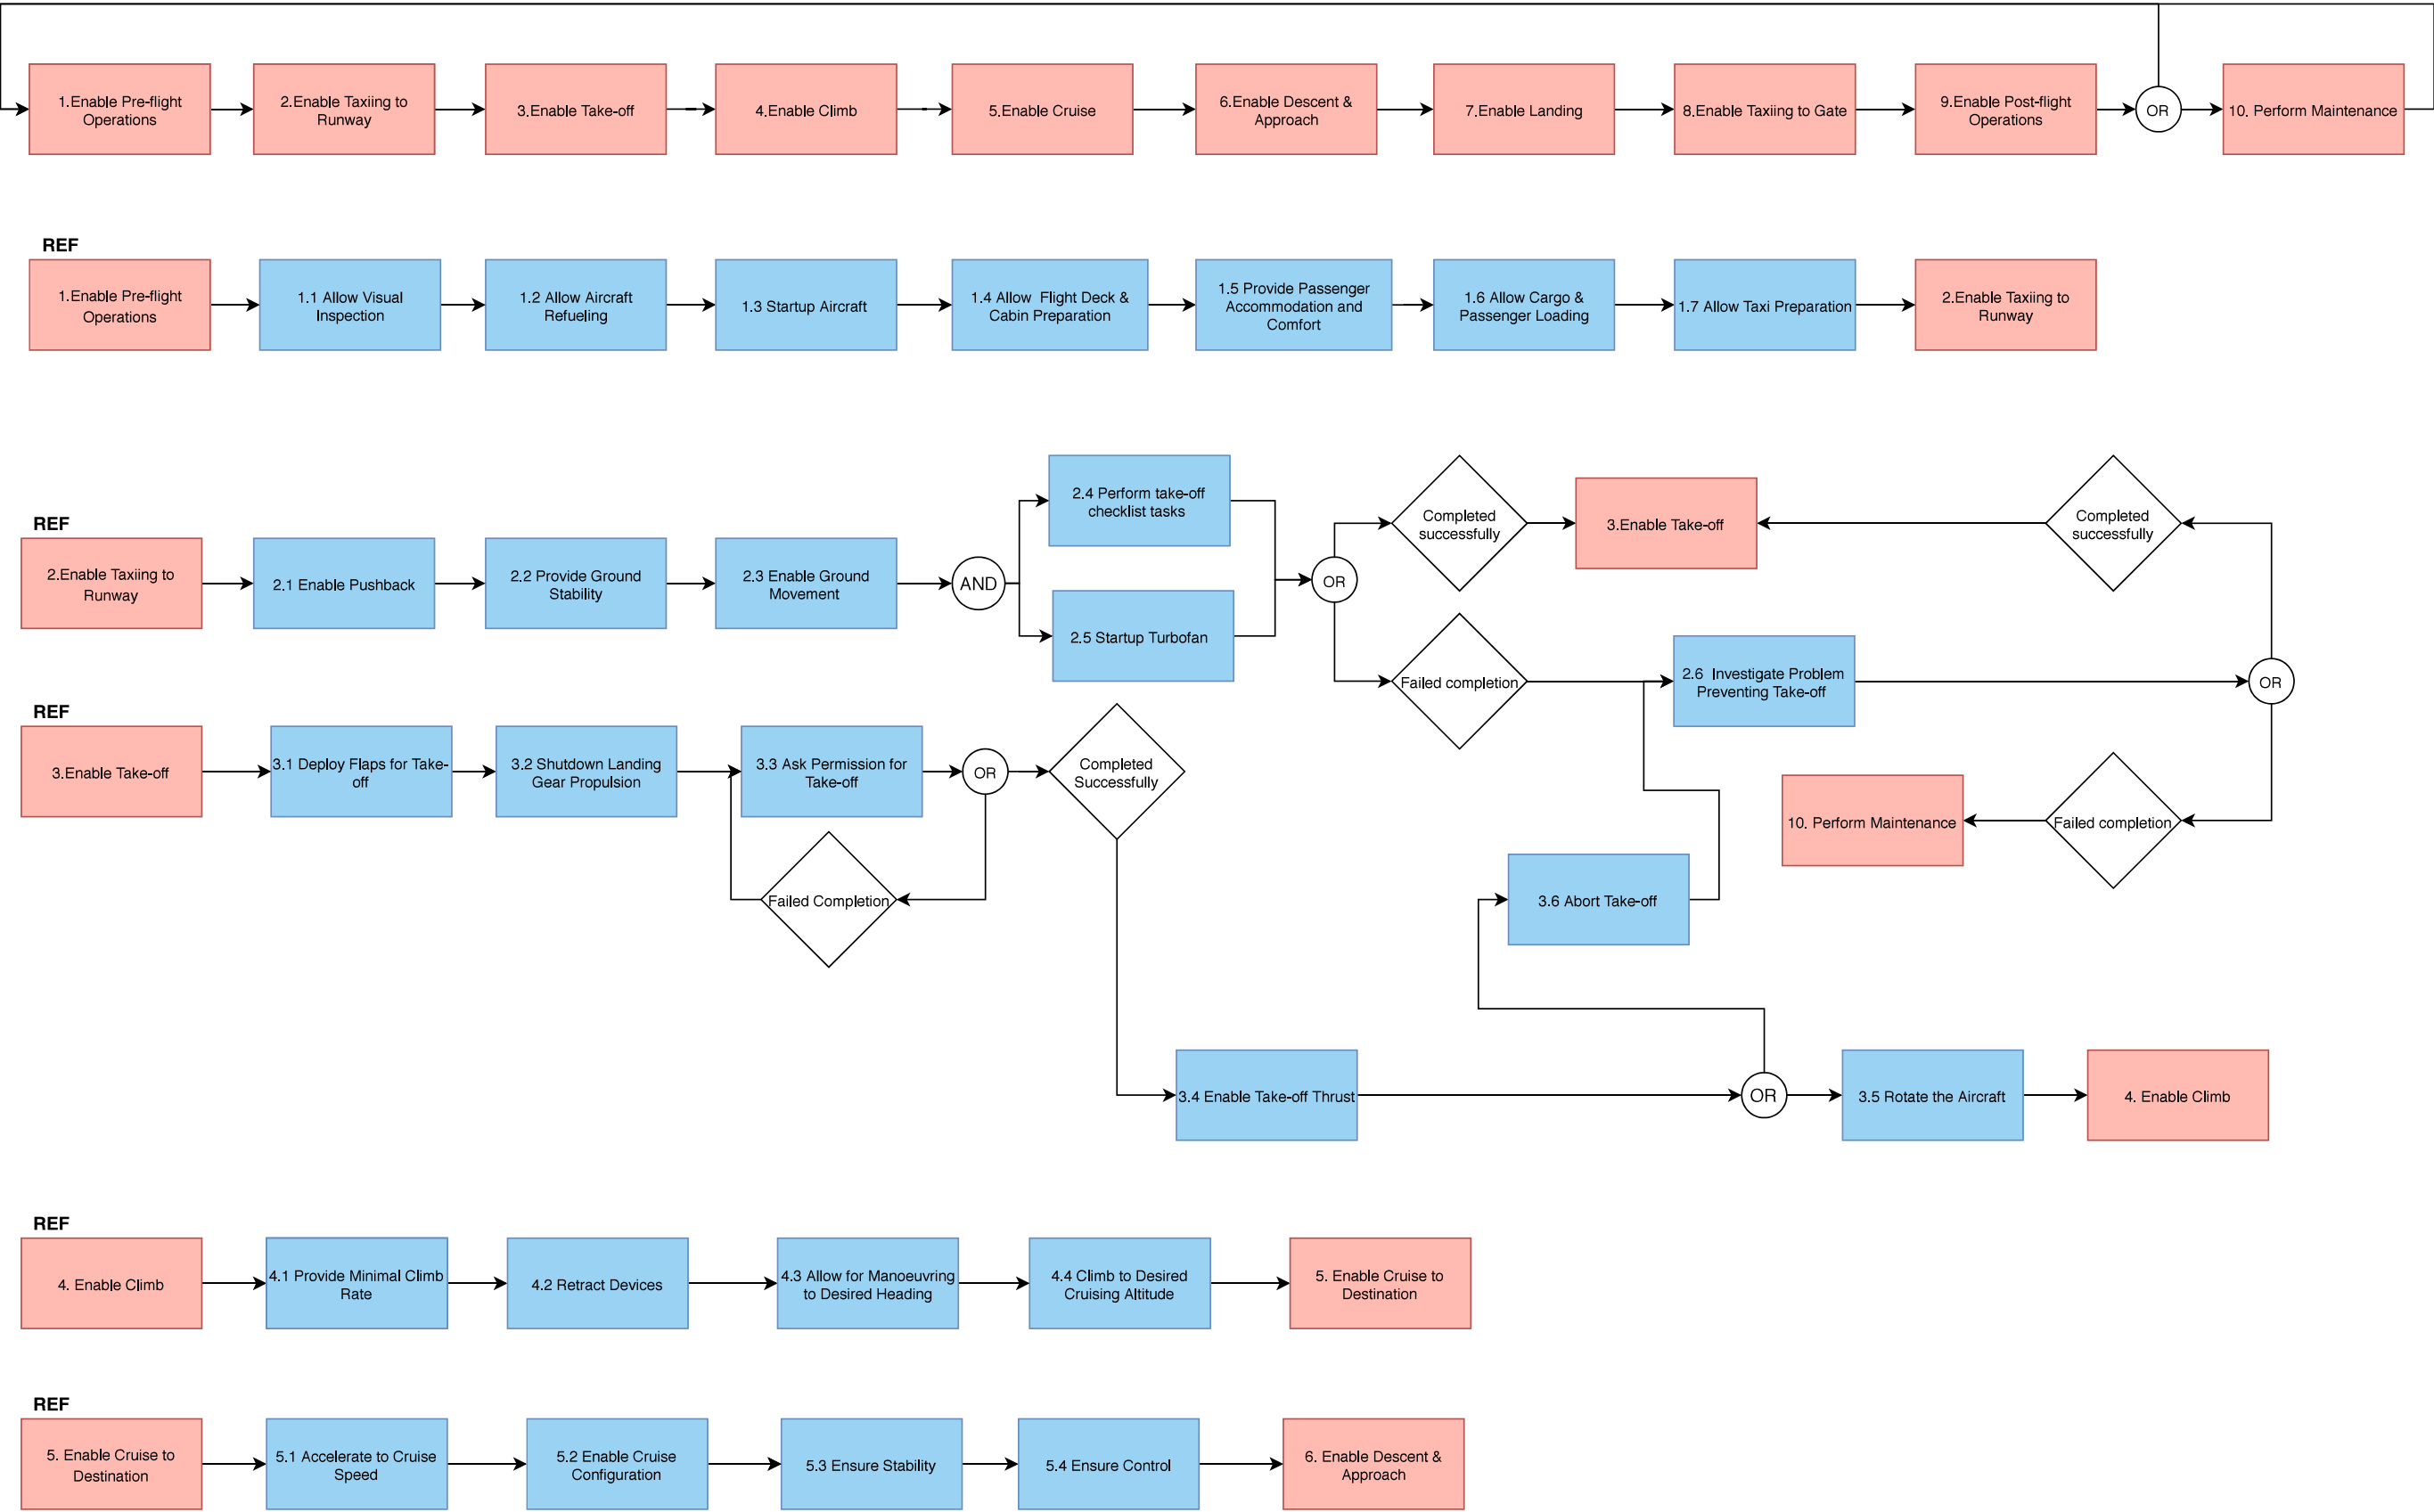 1.Enable Pre-flight
Operations
2.Enable Taxiing to
Runway
3.Enable Take-off
4.Enable Climb
5.Enable Cruise
6.Enable Descent &
Approach
7.Enable Landing
8.Enable Taxiing to Gate
9.Enable Post-flight
Operations
OR
10. Perform Maintenance
REF
1.Enable Pre-flight
Operations
1.1 Allow Visual
Inspection
1.2 Allow Aircraft
Refueling
1.3 Startup Aircraft
1.4 Allow Flight Deck &
Cabin Preparation
1.5 Provide Passenger
Accommodation and
Comfort
1.6 Allow Cargo &
Passenger Loading
1.7 Allow Taxi Preparation
2.Enable Taxiing to
Runway
REF
2.Enable Taxiing to
Runway
2.1 Enable Pushback
2.2 Provide Ground
Stability
2.3 Enable Ground
Movement
AND
2.4 Perform take-off
checklist tasks
2.5 Startup Turbofan
OR
Completed
successfully
3.Enable Take-off
Completed
successfully
Failed completion
2.6 Investigate Problem
Preventing Take-off
OR
Failed completion
10. Perform Maintenance
REF
3.Enable Take-off
3.1 Deploy Flaps for Take-
off
3.2 Shutdown Landing
Gear Propulsion
3.3 Ask Permission for
Take-off
OR
Completed
Successfully
Failed Completion
3.6 Abort Take-off
3.4 Enable Take-off Thrust
OR
3.5 Rotate the Aircraft
4. Enable Climb
REF
4. Enable Climb
4.1 Provide Minimal Climb
Rate
4.2 Retract Devices
4.3 Allow for Manoeuvring
to Desired Heading
4.4 Climb to Desired
Cruising Altitude
5. Enable Cruise to
Destination
REF
5. Enable Cruise to
Destination
5.1 Accelerate to Cruise
Speed
5.2 Enable Cruise
Configuration
5.3 Ensure Stability
5.4 Ensure Control
6. Enable Descent &
Approach